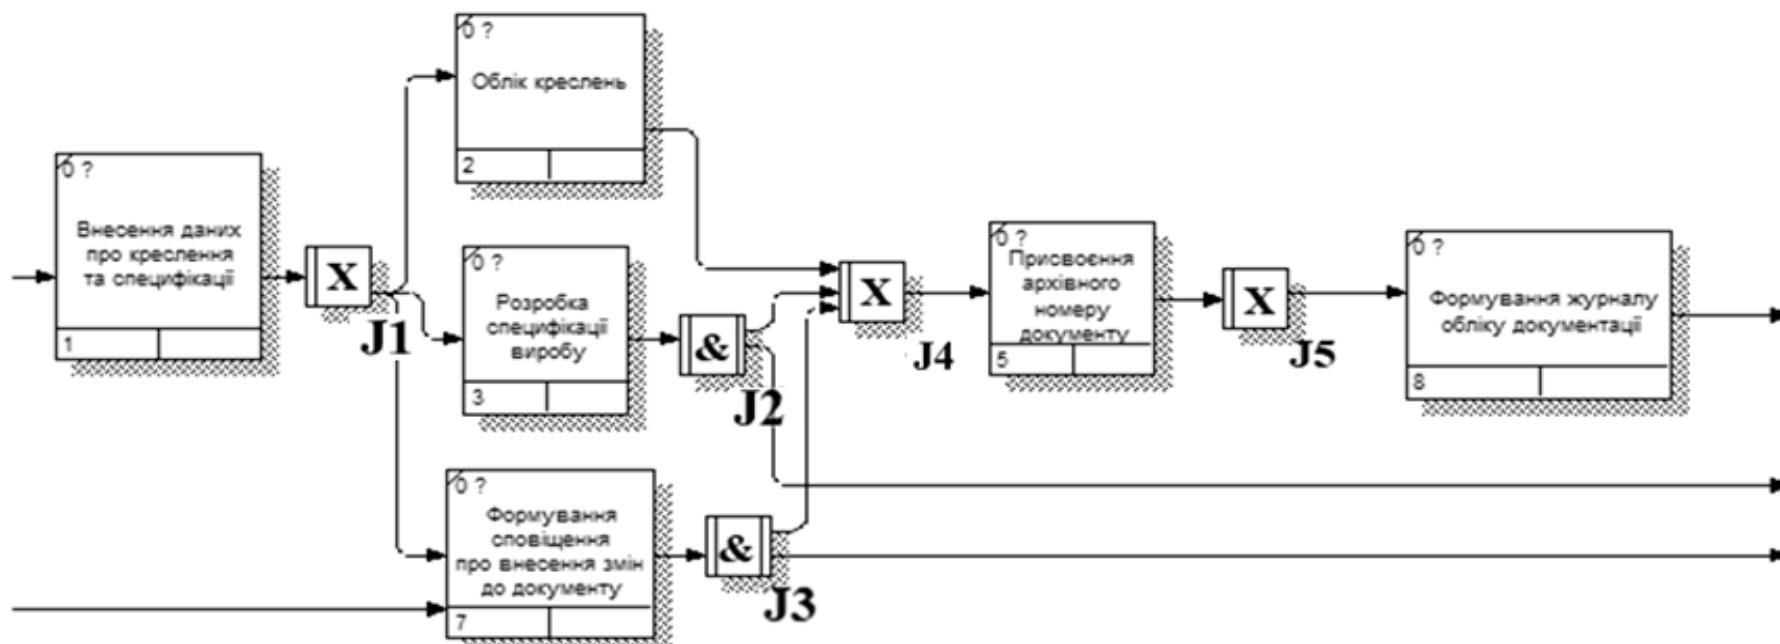 0 ?
Облік креслень
2
0 ?
Внесення даних
про креслення
та специфікації
1
X
J1
0 ?
Розробка
специфікації
виробу
3
&
J2
X
J4
0 ?
Присвоєння
архівного
номеру
документу
5
X
J5
0 ?
Формування журналу
обліку документації
8
0 ?
Формування
сповіщення
про внесення змін
до документу
7
&
J3